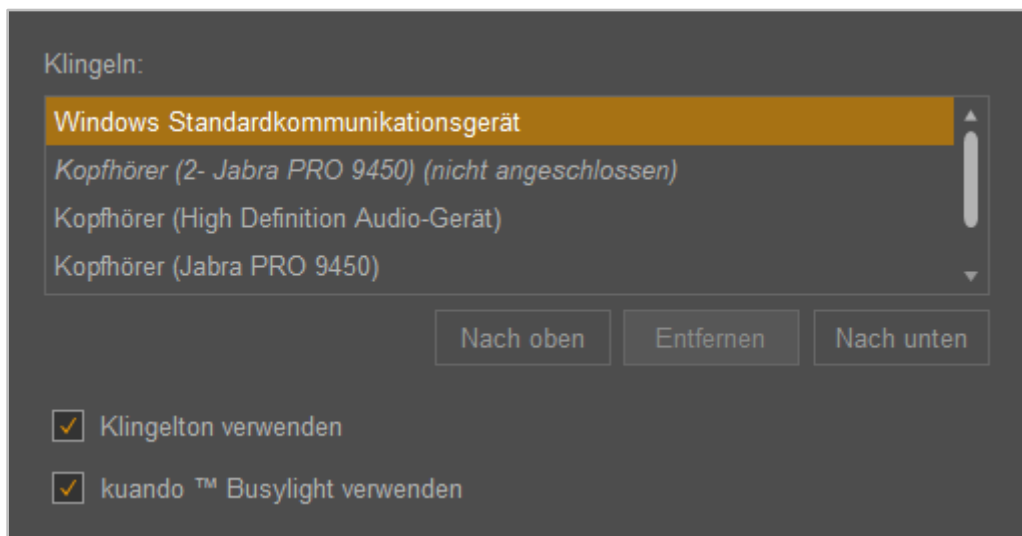 Klingeln:
Windows Standardkommunikationsgerät
Kopfhörer (2- Jabra PRO 9450) (nicht angeschlossen)
Kopfhörer (High Definition Audio-Gerät)
Kopfhörer (Jabra PRO 9450)
Nach oben Entfernen Nach unten
Klingelton verwenden
kuando ™ Busylight verwenden